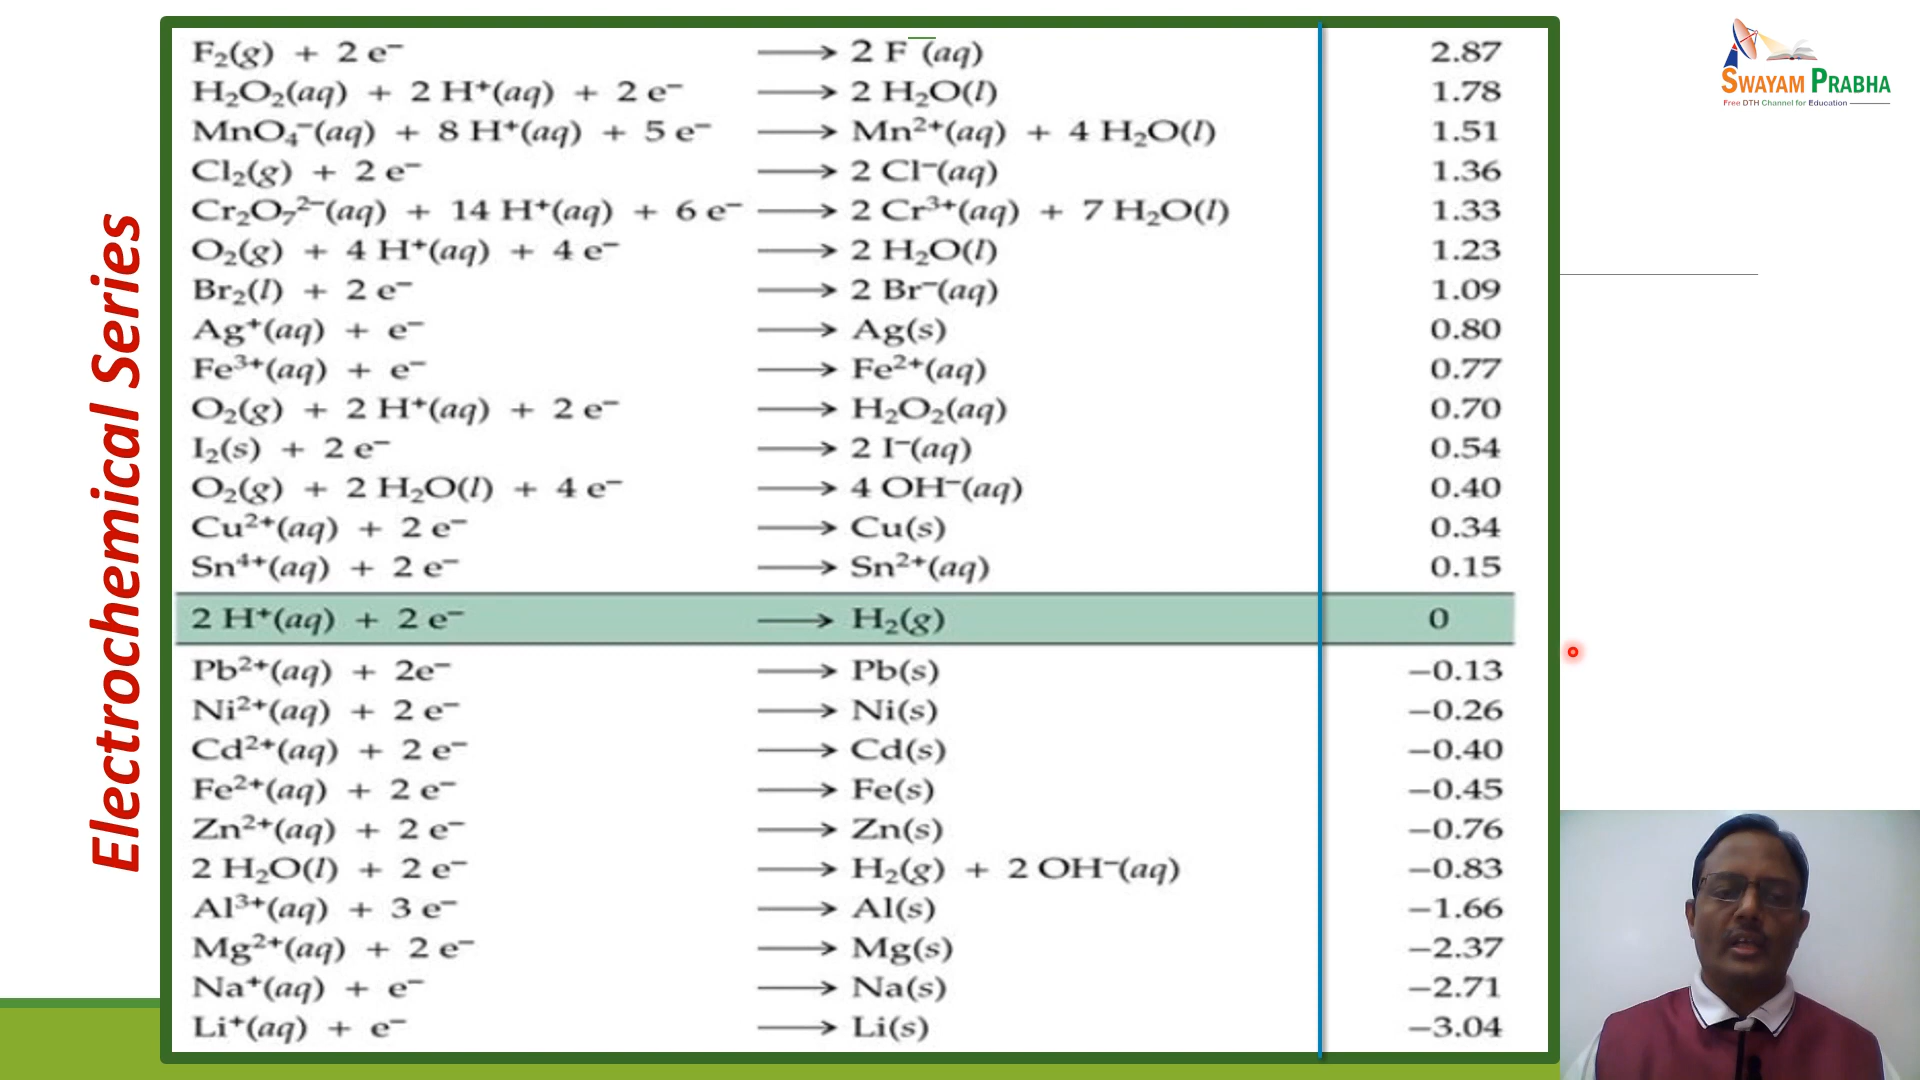 Electrochemical Series
F₂(g) + 2 e⁻ ⟶ 2 F (aq) 2.87
H₂O₂(aq) + 2 H⁺(aq) + 2 e⁻ ⟶ 2 H₂O(l) 1.78
MnO₄⁻(aq) + 8 H⁺(aq) + 5 e⁻ ⟶ Mn²⁺(aq) + 4 H₂O(l) 1.51
Cl₂(g) + 2 e⁻ ⟶ 2 Cl⁻(aq) 1.36
Cr₂O₇²⁻(aq) + 14 H⁺(aq) + 6 e⁻ ⟶ 2 Cr³⁺(aq) + 7 H₂O(l) 1.33
O₂(g) + 4 H⁺(aq) + 4 e⁻ ⟶ 2 H₂O(l) 1.23
Br₂(l) + 2 e⁻ ⟶ 2 Br⁻(aq) 1.09
Ag⁺(aq) + e⁻ ⟶ Ag(s) 0.80
Fe³⁺(aq) + e⁻ ⟶ Fe²⁺(aq) 0.77
O₂(g) + 2 H⁺(aq) + 2 e⁻ ⟶ H₂O₂(aq) 0.70
I₂(s) + 2 e⁻ ⟶ 2 I⁻(aq) 0.54
O₂(g) + 2 H₂O(l) + 4 e⁻ ⟶ 4 OH⁻(aq) 0.40
Cu²⁺(aq) + 2 e⁻ ⟶ Cu(s) 0.34
Sn⁴⁺(aq) + 2 e⁻ ⟶ Sn²⁺(aq) 0.15
2 H⁺(aq) + 2 e⁻ ⟶ H₂(g) 0
Pb²⁺(aq) + 2e⁻ ⟶ Pb(s) −0.13
Ni²⁺(aq) + 2 e⁻ ⟶ Ni(s) −0.26
Cd²⁺(aq) + 2 e⁻ ⟶ Cd(s) −0.40
Fe²⁺(aq) + 2 e⁻ ⟶ Fe(s) −0.45
Zn²⁺(aq) + 2 e⁻ ⟶ Zn(s) −0.76
2 H₂O(l) + 2 e⁻ ⟶ H₂(g) + 2 OH⁻(aq) −0.83
Al³⁺(aq) + 3 e⁻ ⟶ Al(s) −1.66
Mg²⁺(aq) + 2 e⁻ ⟶ Mg(s) −2.37
Na⁺(aq) + e⁻ ⟶ Na(s) −2.71
Li⁺(aq) + e⁻ ⟶ Li(s) −3.04
SWAYAM PRABHA
Free DTH Channel for Education